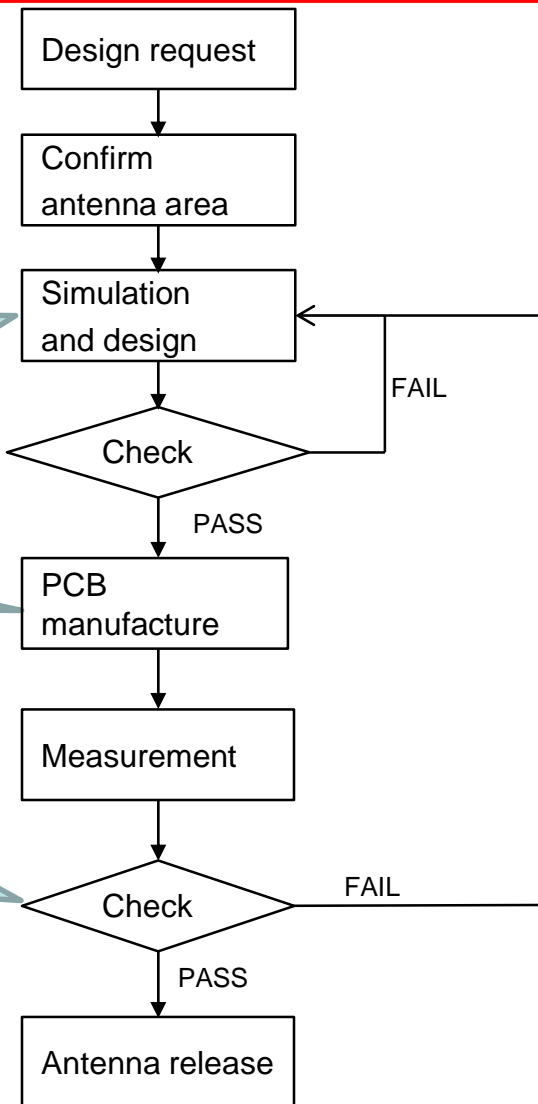 Design request
Confirm
antenna area
Simulation
and design
FAIL
Check
PASS
PCB
manufacture
Measurement
Check
FAIL
PASS
Antenna release